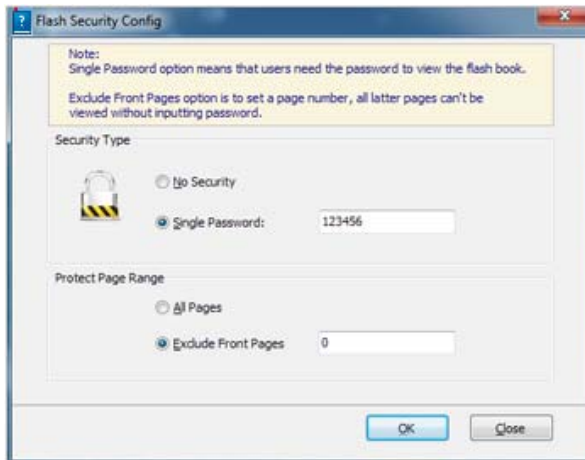 ?
Flash Security Config
x
Note:
Single Password option means that users need the password to view the flash book.
Exclude Front Pages option is to set a page number, all latter pages can't be
viewed without inputting password.
Security Type
No Security
Single Password: 123456
Protect Page Range
All Pages
Exclude Front Pages 0
OK Close